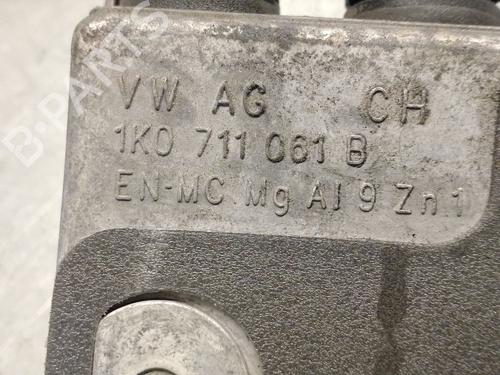 B-PARTS
VW AG CH
1K0 711 061 B
EN-MC Mg Al 9 Zn 1